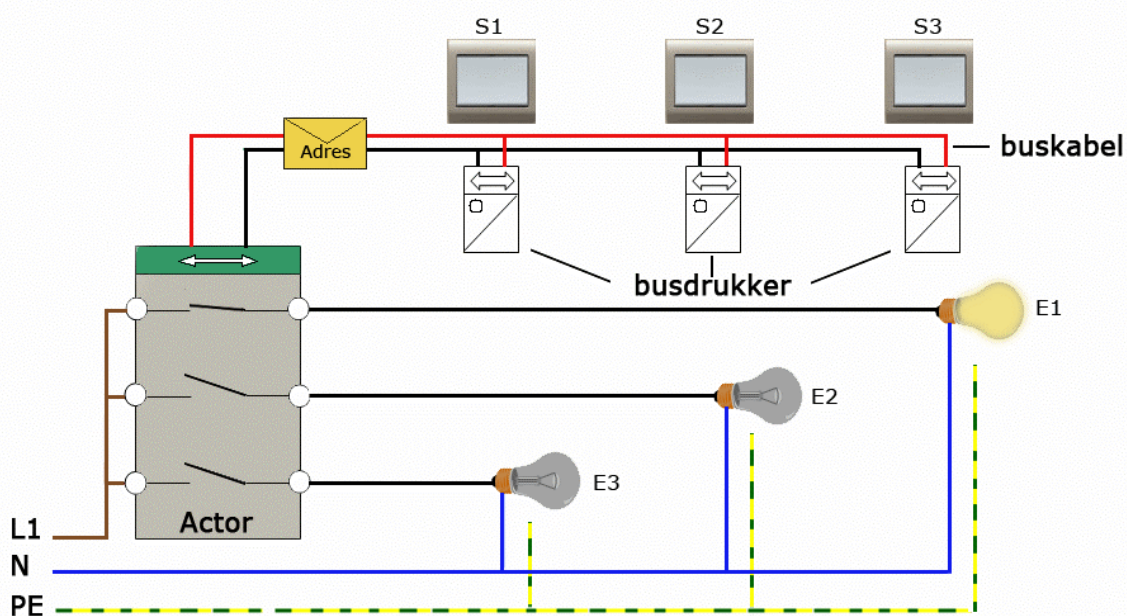 S1 S2 S3
Adres
buskabel
busdrukker
E1
E2
E3
Actor
L1
N
PE